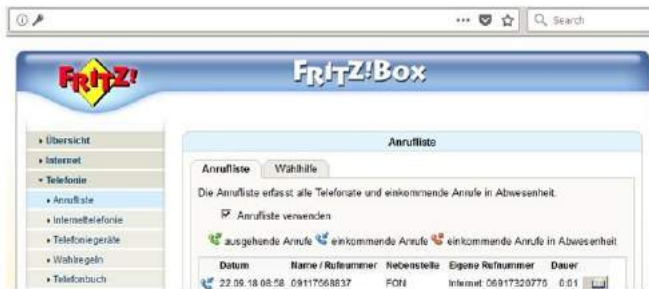 Search
FRITZ!
FRITZ!Box
Übersicht
Internet
Telefonie
Anrufliste
Internettelefonie
Telefoniegeräte
Wahlregeln
Telefonbuch
Anrufliste
Anrufliste Wählhilfe
Die Anrufliste erfasst alle Telefonate und einkommende Anrufe in Abwesenheit.
Anrufliste verwenden
ausgehende Anrufe einkommende Anrufe einkommende Anrufe in Abwesenheit
Datum Name / Rufnummer Nebenstelle Eigene Rufnummer Dauer
22.09.18 08:58 09117668837 FON Internet: 06917320776 0:01